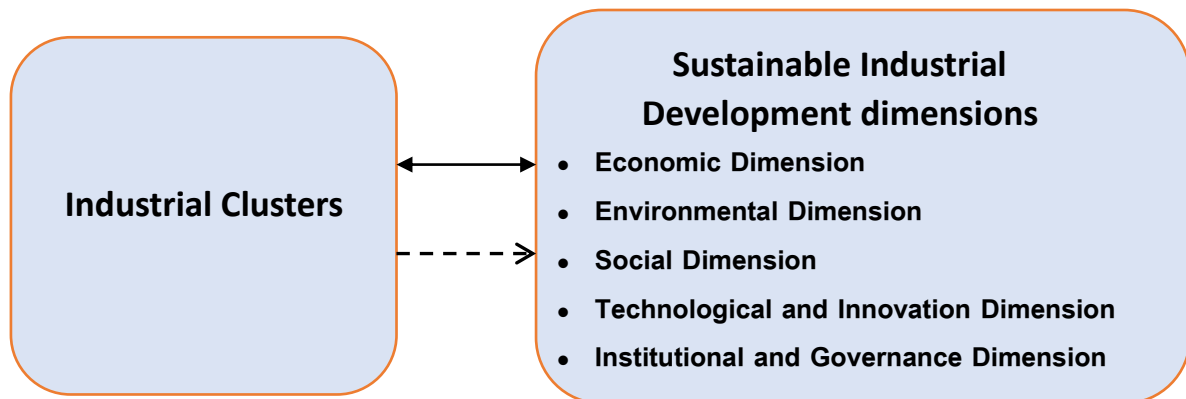 Industrial Clusters
Sustainable Industrial
Development dimensions
• Economic Dimension
• Environmental Dimension
• Social Dimension
• Technological and Innovation Dimension
• Institutional and Governance Dimension